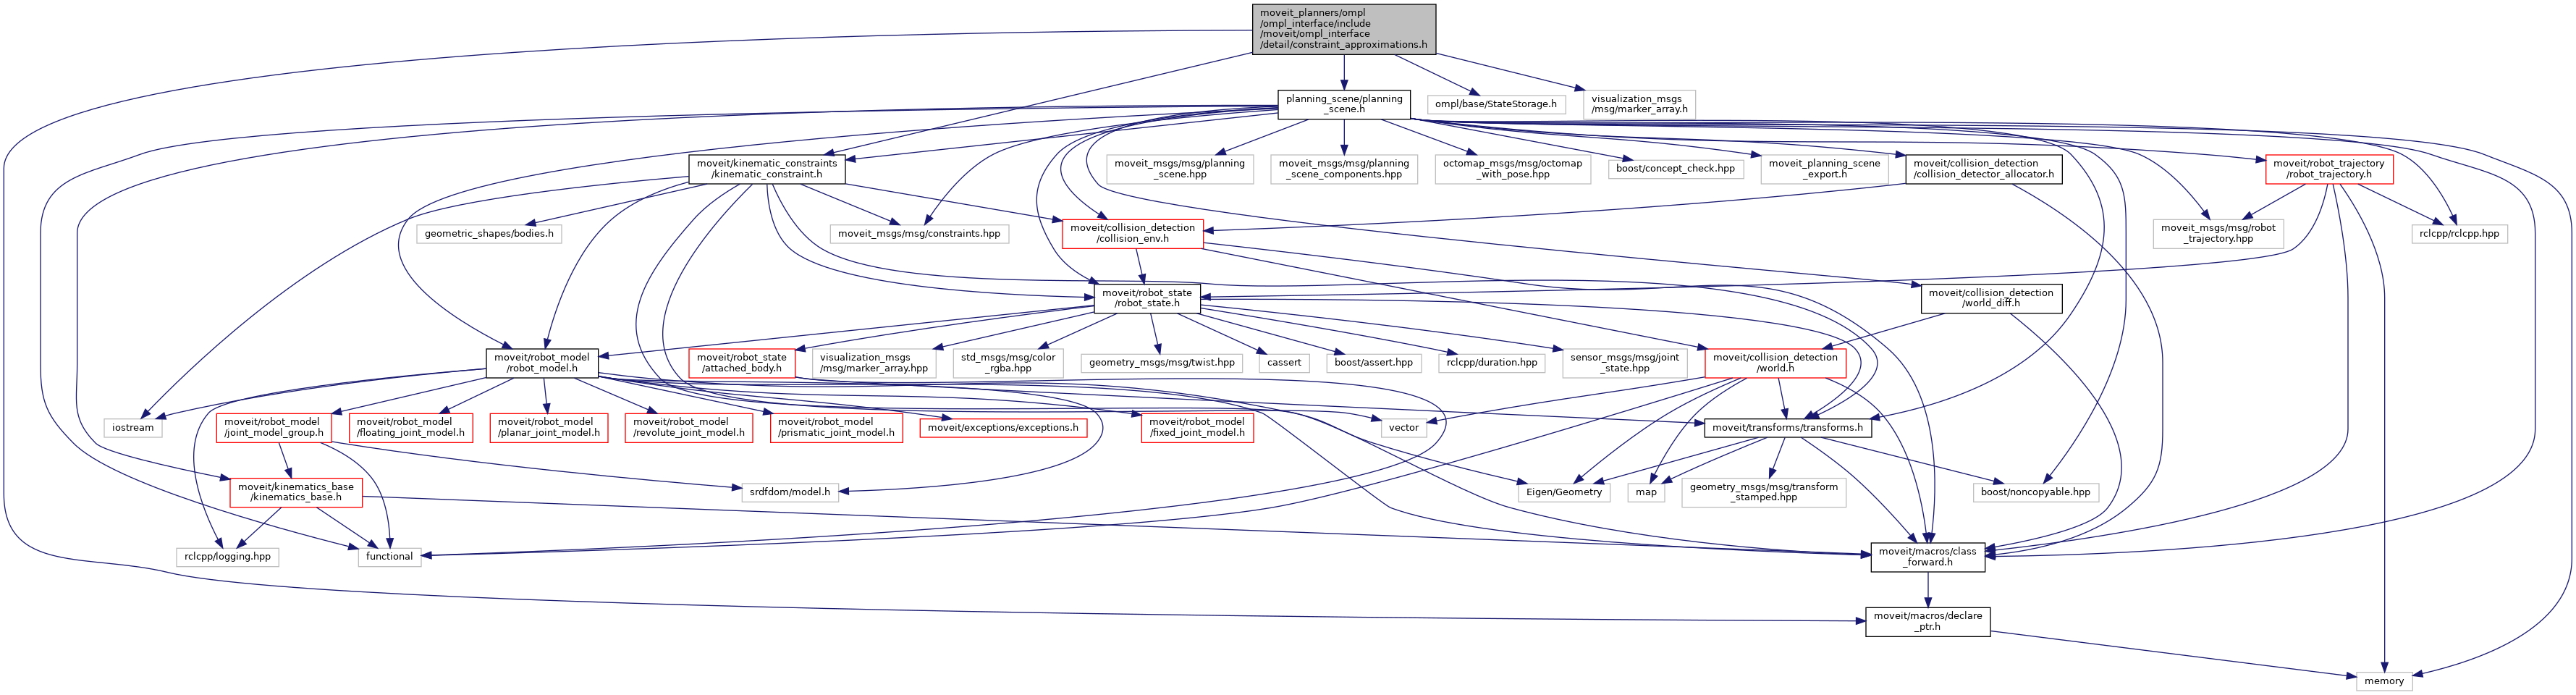 moveit_planners/ompl
/ompl_interface/include
/moveit/ompl_interface
/detail/constraint_approximations.h
planning_scene/planning
_scene.h
ompl/base/StateStorage.h
visualization_msgs
/msg/marker_array.h
moveit/kinematic_constraints
/kinematic_constraint.h
moveit_msgs/msg/planning
_scene.hpp
moveit_msgs/msg/planning
_scene_components.hpp
octomap_msgs/msg/octomap
_with_pose.hpp
boost/concept_check.hpp
moveit_planning_scene
_export.h
moveit/collision_detection
/collision_detector_allocator.h
moveit/robot_trajectory
/robot_trajectory.h
geometric_shapes/bodies.h
moveit_msgs/msg/constraints.hpp
moveit/collision_detection
/collision_env.h
moveit_msgs/msg/robot
_trajectory.hpp
rclcpp/rclcpp.hpp
moveit/robot_state
/robot_state.h
moveit/collision_detection
/world_diff.h
moveit/robot_model
/robot_model.h
moveit/robot_state
/attached_body.h
visualization_msgs
/msg/marker_array.hpp
std_msgs/msg/color
_rgba.hpp
geometry_msgs/msg/twist.hpp
cassert
boost/assert.hpp
rclcpp/duration.hpp
sensor_msgs/msg/joint
_state.hpp
moveit/collision_detection
/world.h
iostream
moveit/robot_model
/joint_model_group.h
moveit/robot_model
/floating_joint_model.h
moveit/robot_model
/planar_joint_model.h
moveit/robot_model
/revolute_joint_model.h
moveit/robot_model
/prismatic_joint_model.h
moveit/exceptions/exceptions.h
moveit/robot_model
/fixed_joint_model.h
vector
moveit/transforms/transforms.h
moveit/kinematics_base
/kinematics_base.h
srdfdom/model.h
Eigen/Geometry
map
geometry_msgs/msg/transform
_stamped.hpp
boost/noncopyable.hpp
rclcpp/logging.hpp
functional
moveit/macros/class
_forward.h
moveit/macros/declare
_ptr.h
memory